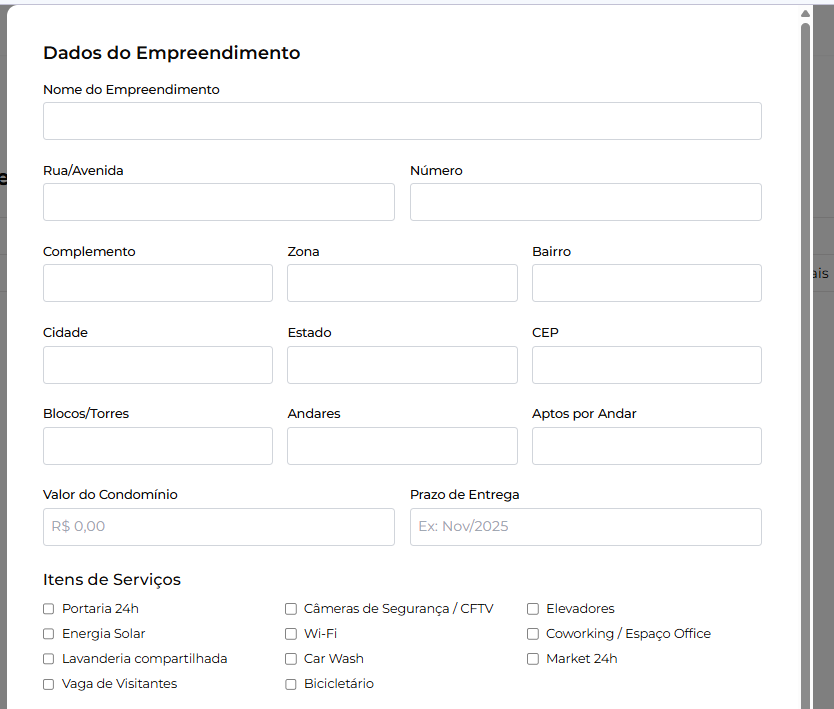 Dados do Empreendimento
Nome do Empreendimento
Rua/Avenida Número
Complemento Zona Bairro
ais
Cidade Estado CEP
Blocos/Torres Andares Aptos por Andar
Valor do Condomínio Prazo de Entrega
R$ 0,00 Ex: Nov/2025
Itens de Serviços
Portaria 24h Câmeras de Segurança / CFTV Elevadores
Energia Solar Wi-Fi Coworking / Espaço Office
Lavanderia compartilhada Car Wash Market 24h
Vaga de Visitantes Bicicletário